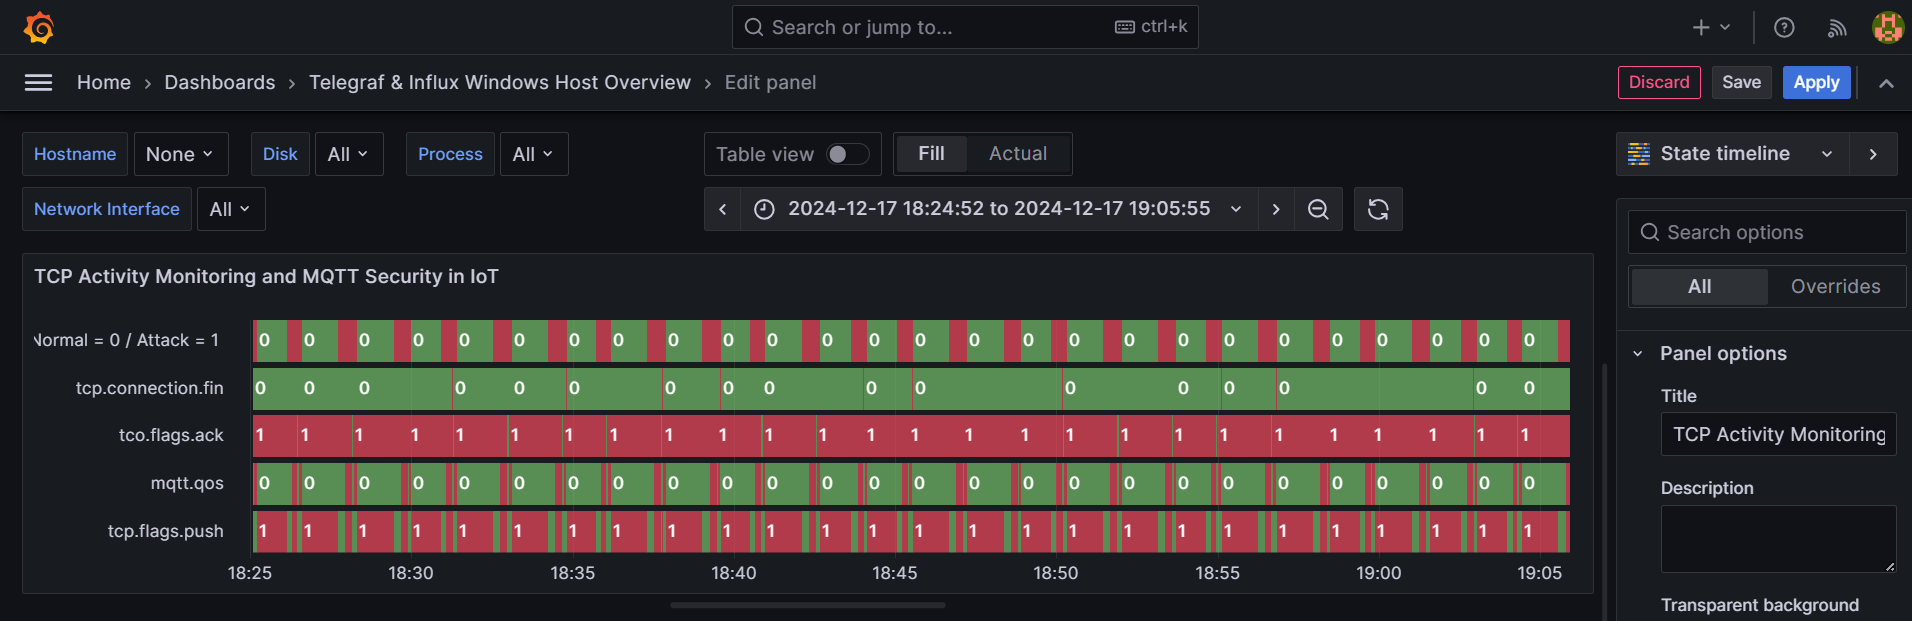 Search or jump to... ctrl+k
Home › Dashboards › Telegraf & Influx Windows Host Overview › Edit panel
Discard Save Apply
Hostname None Disk All Process All
Table view Fill Actual
State timeline
Network Interface All
2024-12-17 18:24:52 to 2024-12-17 19:05:55
Search options
All Overrides
TCP Activity Monitoring and MQTT Security in IoT
Normal = 0 / Attack = 1 0 0 0 0 0 0 0 0 0 0 0 0 0 0 0 0 0 0 0 0 0 0 0 0 0 0
tcp.connection.fin 0 0 0 0 0 0 0 0 0 0 0 0 0 0 0 0 0
tco.flags.ack 1 1 1 1 1 1 1 1 1 1 1 1 1 1 1 1 1 1 1 1 1 1 1 1 1 1
mqtt.qos 0 0 0 0 0 0 0 0 0 0 0 0 0 0 0 0 0 0 0 0 0 0 0 0 0 0
tcp.flags.push 1 1 1 1 1 1 1 1 1 1 1 1 1 1 1 1 1 1 1 1 1 1 1 1 1 1
18:25 18:30 18:35 18:40 18:45 18:50 18:55 19:00 19:05
Panel options
Title
TCP Activity Monitoring
Description
Transparent background